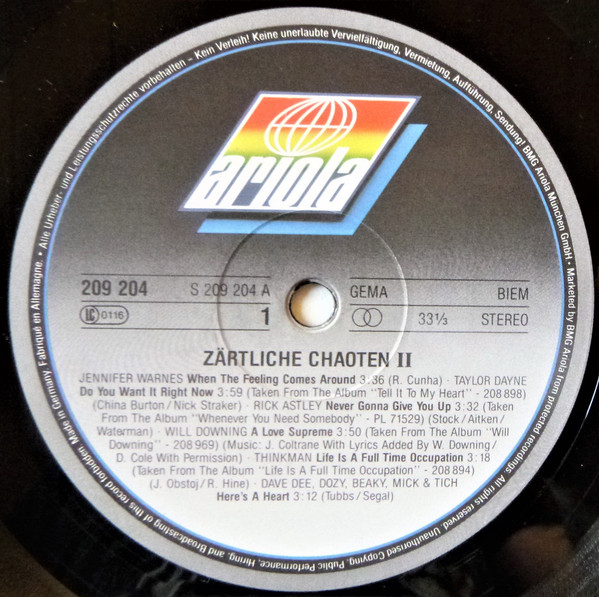 • Alle Urheber- und Leistungsschutzrechte vorbehalten – Kein Verleih! Keine unerlaubte Vervielfältigung, Vermietung, Aufführung, Sendung! BMG Ariola München GmbH · Marketed by BMG Ariola
from protected recordings. All rights reserved. Unauthorised Copying, Public Performance, Hiring, and Broadcasting of this record forbidden. Made in Germany. Fabriqué en Allemagne.
ariola
209 204 S 209 204 A GEMA BIEM
LC 0116 1 33⅓ STEREO
ZÄRTLICHE CHAOTEN II
JENNIFER WARNES When The Feeling Comes Around 3:36 (R. Cunha) · TAYLOR DAYNE
Do You Want It Right Now 3:59 (Taken From The Album "Tell It To My Heart" - 208 898)
(China Burton/Nick Straker) · RICK ASTLEY Never Gonna Give You Up 3:32 (Taken
From The Album "Whenever You Need Somebody" - PL 71529) (Stock/Aitken/
Waterman) · WILL DOWNING A Love Supreme 3:50 (Taken From The Album "Will
Downing" - 208 969) (Music: J. Coltrane With Lyrics Added By W. Downing/
D. Cole With Permission) · THINKMAN Life Is A Full Time Occupation 3:18
(Taken From The Album "Life Is A Full Time Occupation" - 208 894)
(J. Obstoj/R. Hine) · DAVE DEE, DOZY, BEAKY, MICK & TICH
Here's A Heart 3:12 (Tubbs/Segal)